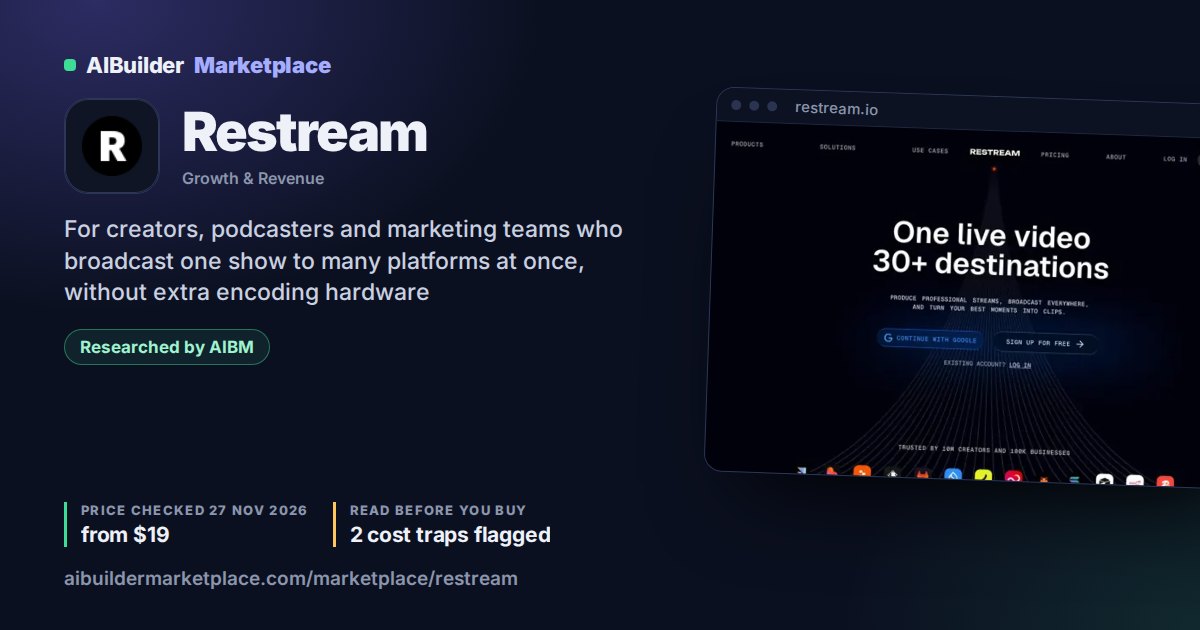 AIBuilder Marketplace
R
Restream
Growth & Revenue
For creators, podcasters and marketing teams who
broadcast one show to many platforms at once,
without extra encoding hardware
Researched by AIBM
PRICE CHECKED 27 NOV 2026
from $19
READ BEFORE YOU BUY
2 cost traps flagged
aibuildermarketplace.com/marketplace/restream
restream.io
PRODUCTS SOLUTIONS USE CASES RESTREAM PRICING ABOUT LOG IN
One live video
30+ destinations
PRODUCE PROFESSIONAL STREAMS, BROADCAST EVERYWHERE,
AND TURN YOUR BEST MOMENTS INTO CLIPS.
G CONTINUE WITH GOOGLE
SIGN UP FOR FREE →
EXISTING ACCOUNT? LOG IN
TRUSTED BY 10M CREATORS AND 100K BUSINESSES